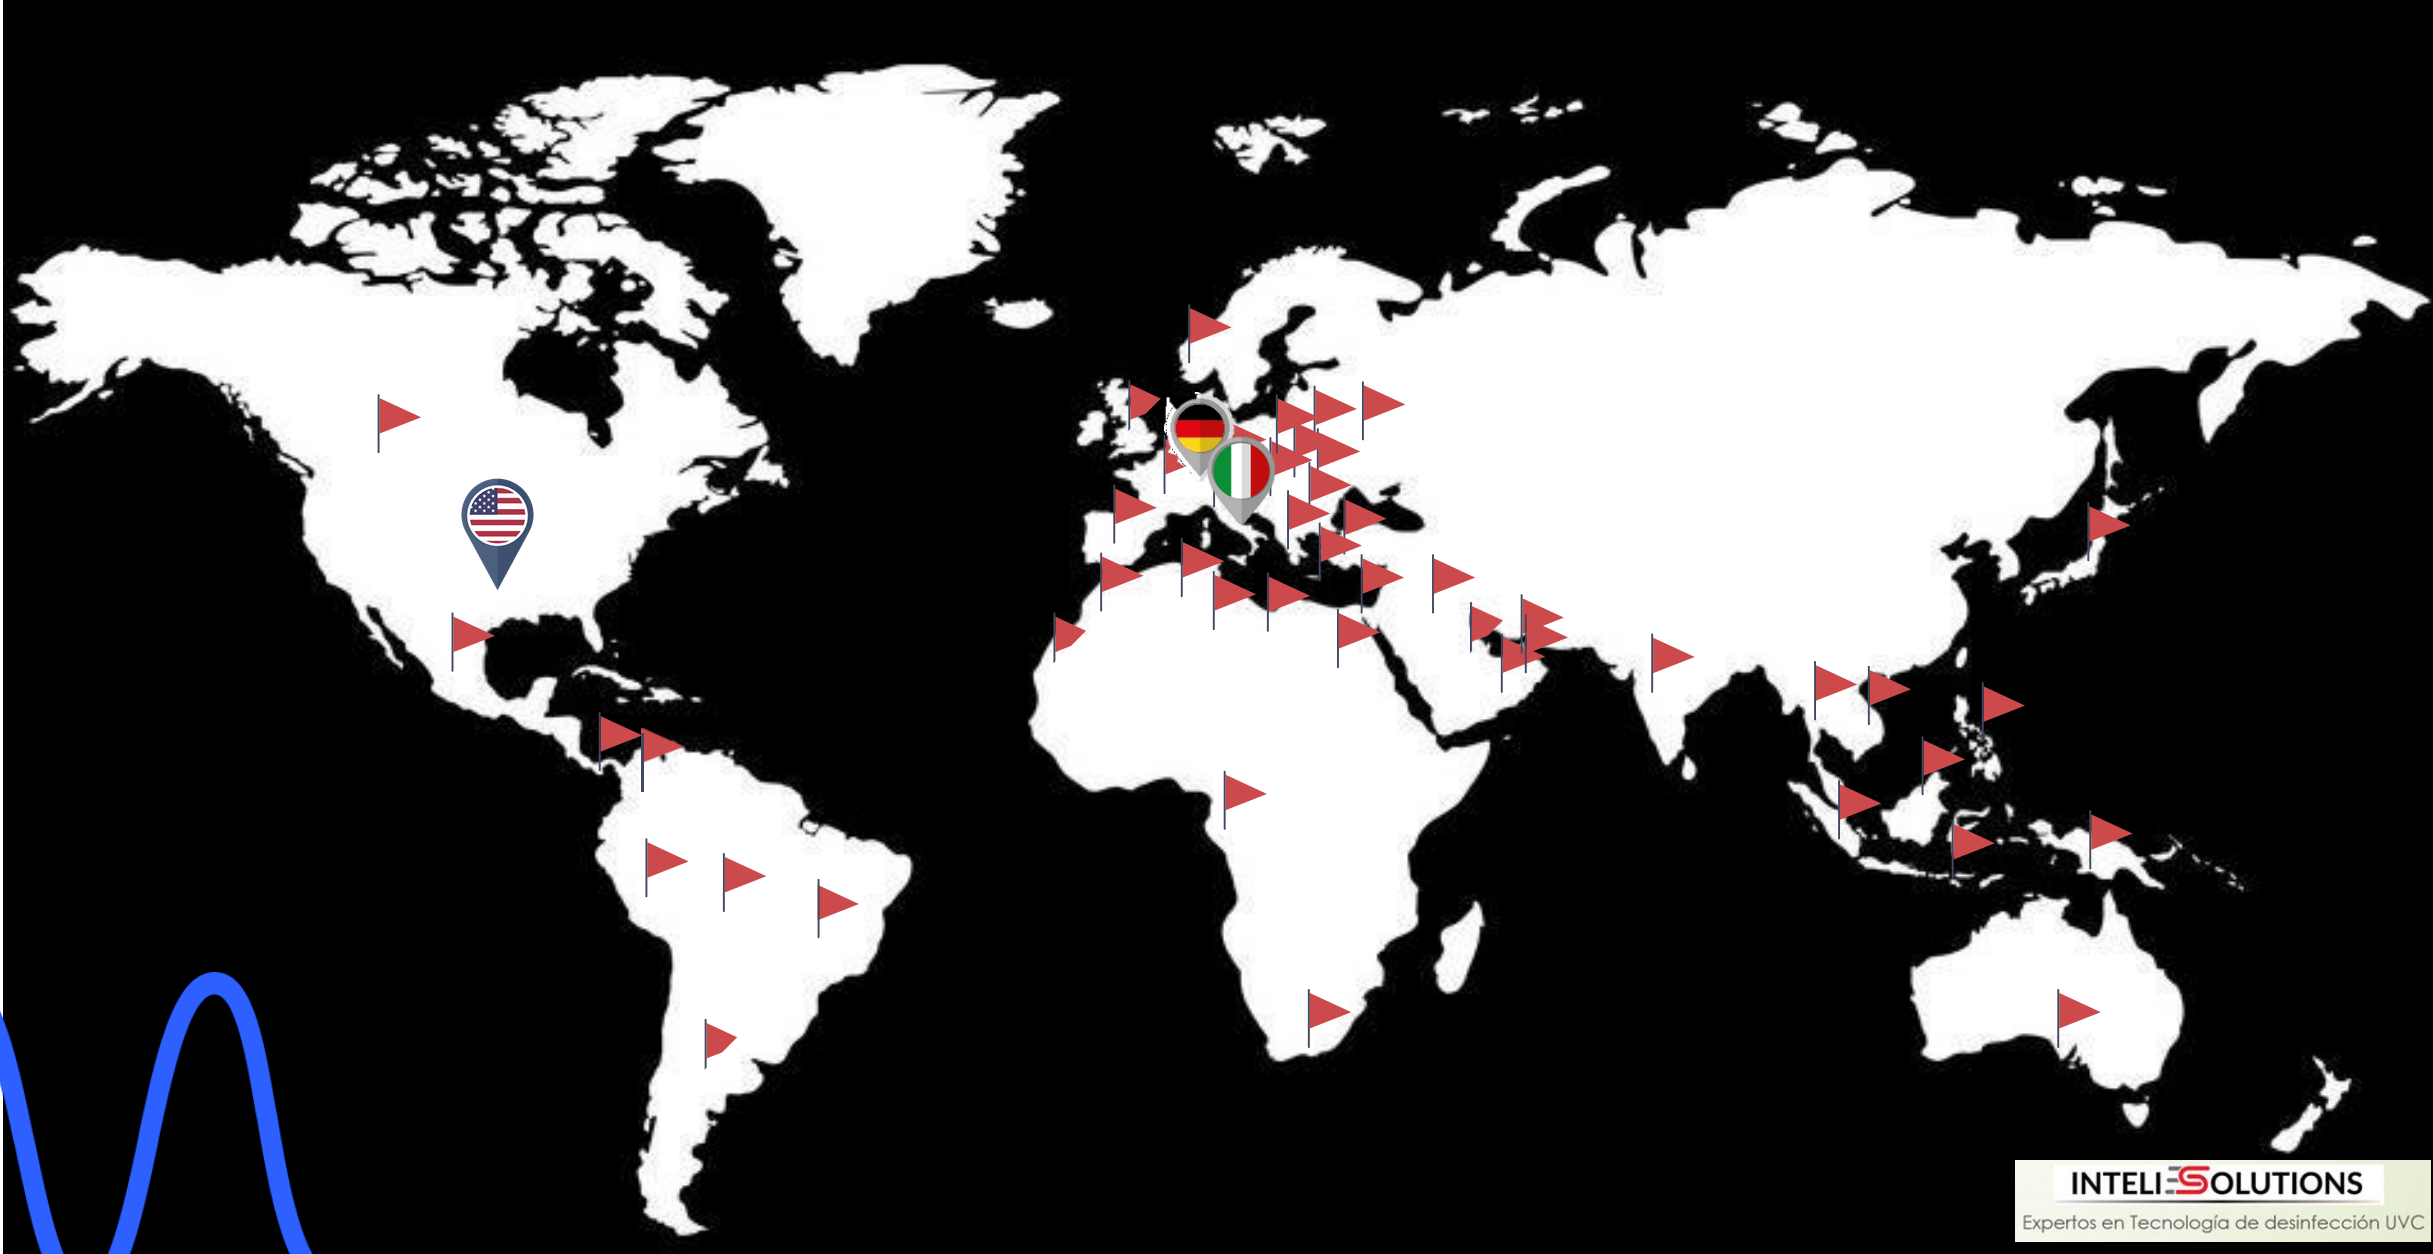 INTELI SOLUTIONS
Expertos en Tecnología de desinfección UVC